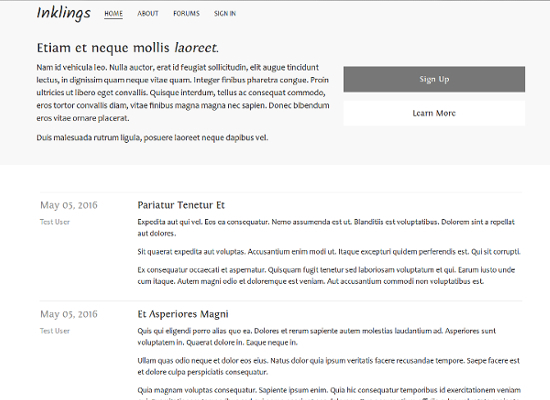 Inklings HOME ABOUT FORUMS SIGN IN
Etiam et neque mollis laoreet.
Nam id vehicula leo. Nulla auctor, erat id feugiat sollicitudin, elit augue tincidunt
lectus, in dignissim quam neque vitae quam. Integer finibus pharetra congue. Proin
ultricies ut libero eget convallis. Quisque interdum, tellus ac consequat commodo,
eros tortor convallis diam, vitae finibus magna magna nec sapien. Donec bibendum
eros vitae ornare placerat.
Duis malesuada rutrum ligula, posuere laoreet neque dapibus vel.
Sign Up
Learn More
May 05, 2016
Test User
Pariatur Tenetur Et
Expedita aut qui vel. Eos ea consequatur. Nemo assumenda est ut. Blanditiis est voluptatibus. Dolorem sint a repellat
aut dolores.
Sit quaerat expedita aut voluptas. Accusantium enim modi ut. Itaque excepturi quidem perferendis est. Qui sit corrupti.
Ex consequatur occaecati et aspernatur. Quisquam fugit tenetur sed laboriosam voluptatum et qui. Earum iusto unde
cum itaque. Autem magni odio et doloremque est veniam. Aut accusantium commodi non voluptatibus est.
May 05, 2016
Test User
Et Asperiores Magni
Quis qui eligendi porro alias quo ea. Dolores et rerum sapiente autem molestias laudantium ad. Asperiores sunt
voluptatem in. Quaerat dolore in. Eaque neque in.
Ullam quas odio neque et dolor eos eius. Natus dolor quia ipsum veritatis facere recusandae tempore. Saepe facere est
et dolore culpa perspiciatis consequatur.
Quia magnam voluptas consequatur. Sapiente ipsum enim. Quia hic consequatur temporibus id exercitationem veniam